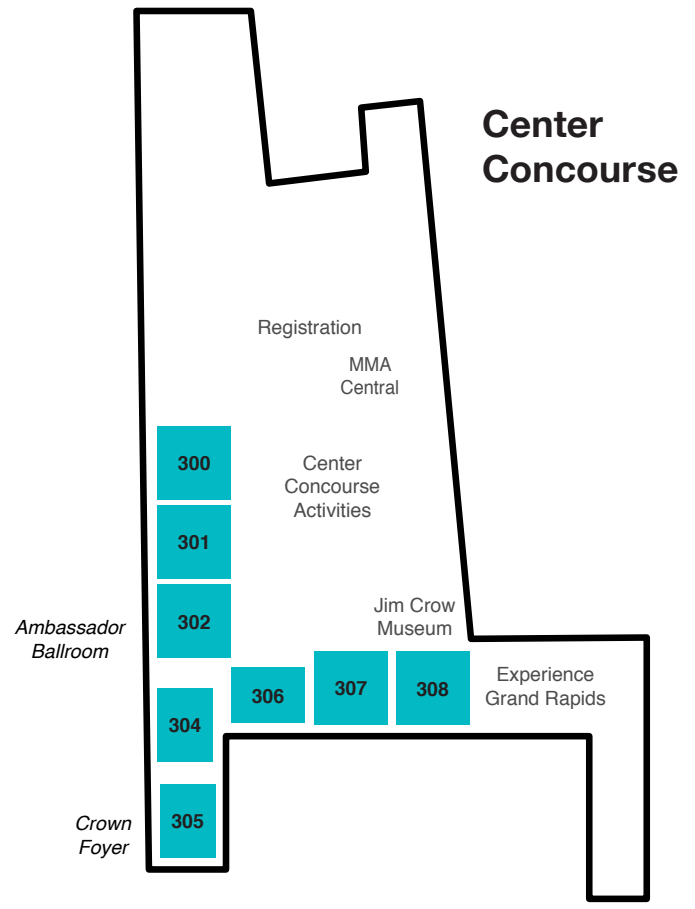 Center
Concourse
Registration
MMA
Central
300
Center
Concourse
Activities
301
302
Ambassador
Ballroom
Jim Crow
Museum
306
307
308
Experience
Grand Rapids
304
305
Crown
Foyer